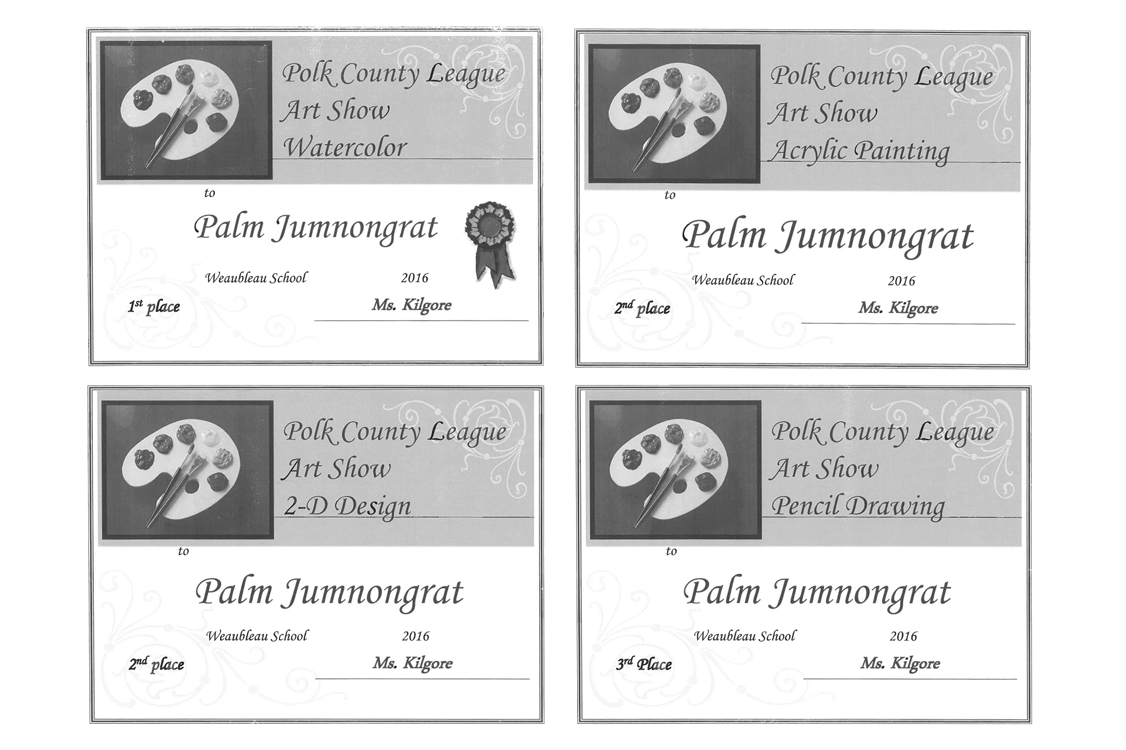 Polk County League
Art Show
Watercolor
to
Palm Jumnongrat
Weaubleau School 2016
1st place Ms. Kilgore
Polk County League
Art Show
Acrylic Painting
to
Palm Jumnongrat
Weaubleau School 2016
2nd place Ms. Kilgore
Polk County League
Art Show
2-D Design
to
Palm Jumnongrat
Weaubleau School 2016
2nd place Ms. Kilgore
Polk County League
Art Show
Pencil Drawing
to
Palm Jumnongrat
Weaubleau School 2016
3rd Place Ms. Kilgore